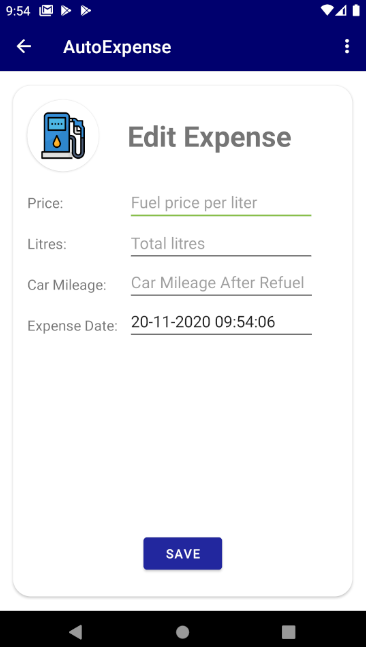 9:54
AutoExpense
Edit Expense
Price: Fuel price per liter
Litres: Total litres
Car Mileage: Car Mileage After Refuel
Expense Date: 20-11-2020 09:54:06
SAVE